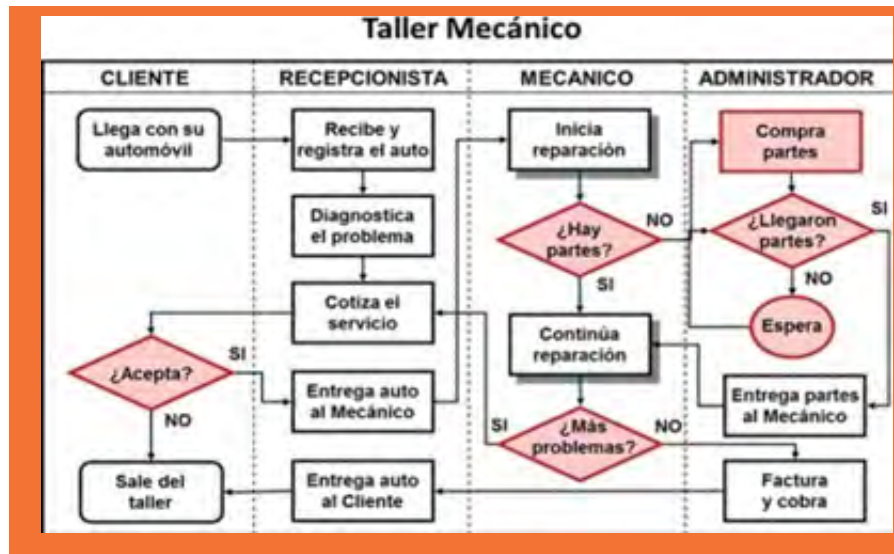 Taller Mecánico
CLIENTE
RECEPCIONISTA
MECANICO
ADMINISTRADOR
Llega con su
automóvil
Recibe y
registra el auto
Inicia
reparación
Compra
partes
Diagnostica
el problema
¿Hay
partes?
NO
SI
¿Llegaron
partes?
SI
NO
Cotiza el
servicio
Continúa
reparación
Espera
¿Acepta?
SI
NO
Entrega auto
al Mecánico
Entrega partes
al Mecánico
¿Más
problemas?
SI
NO
Sale del
taller
Entrega auto
al Cliente
Factura
y cobra